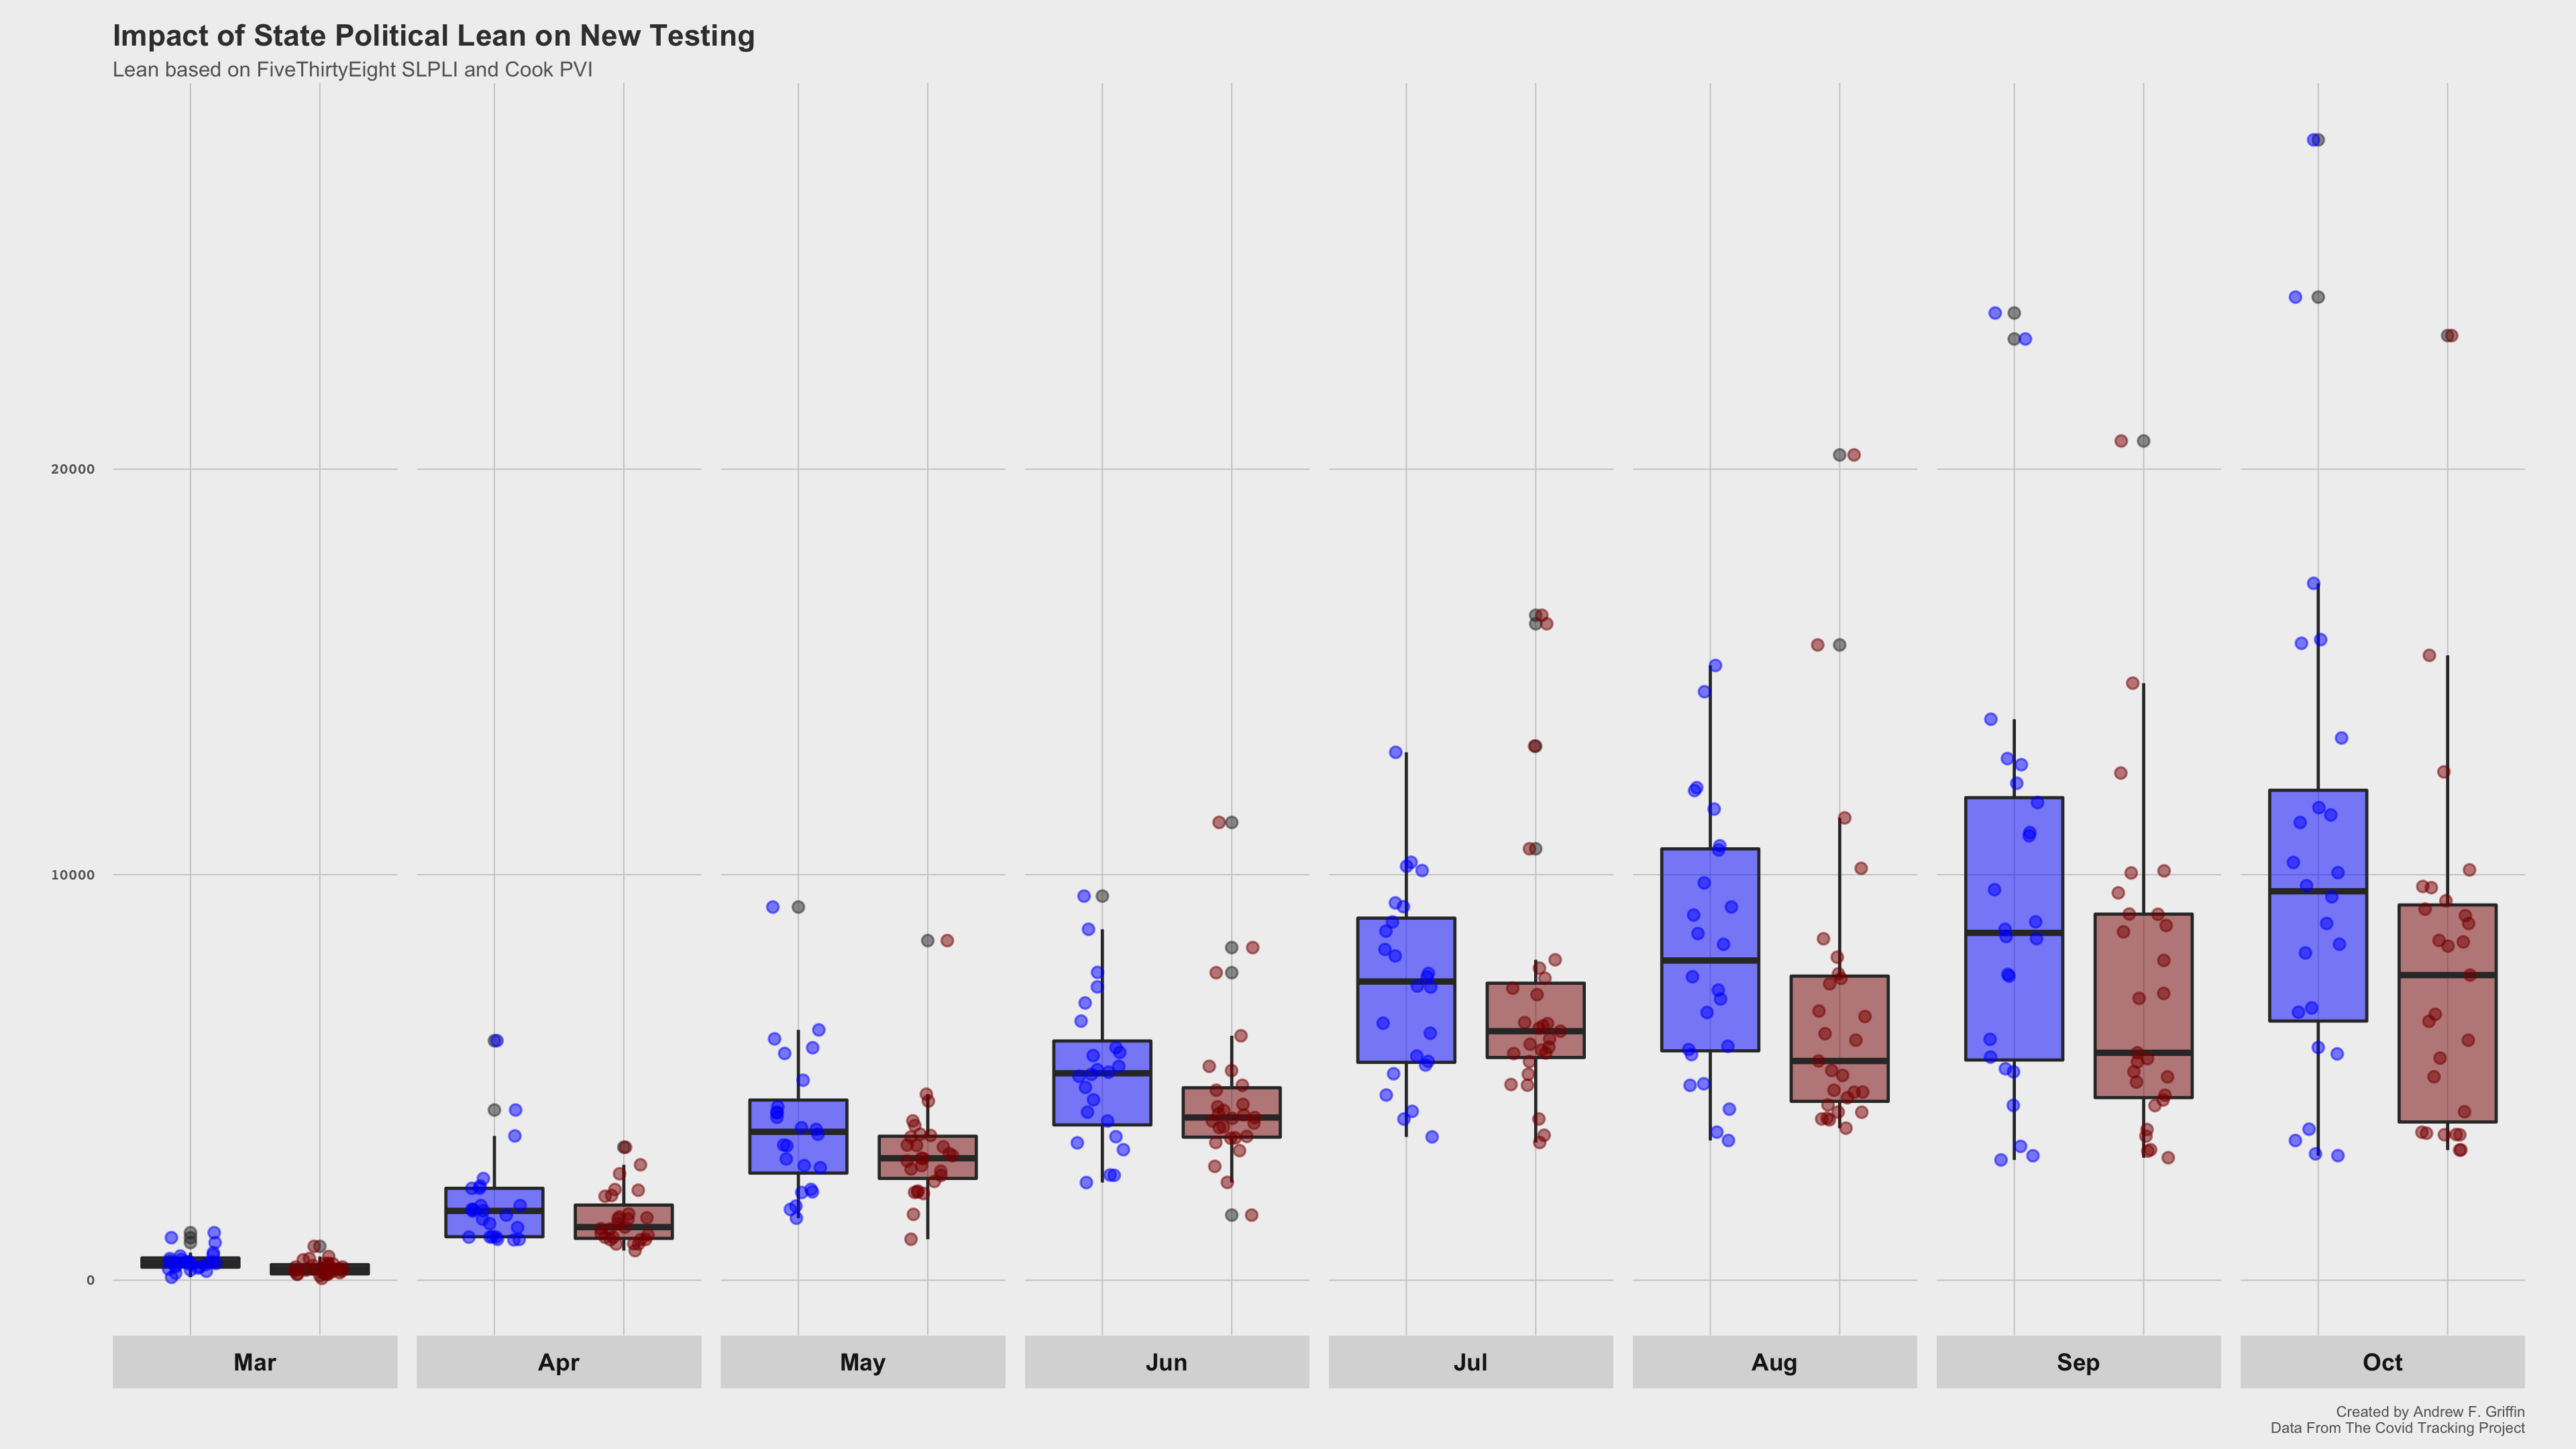 Impact of State Political Lean on New Testing
Lean based on FiveThirtyEight SLPLI and Cook PVI
20000
10000
0
Mar Apr May Jun Jul Aug Sep Oct
Created by Andrew F. Griffin
Data From The Covid Tracking Project